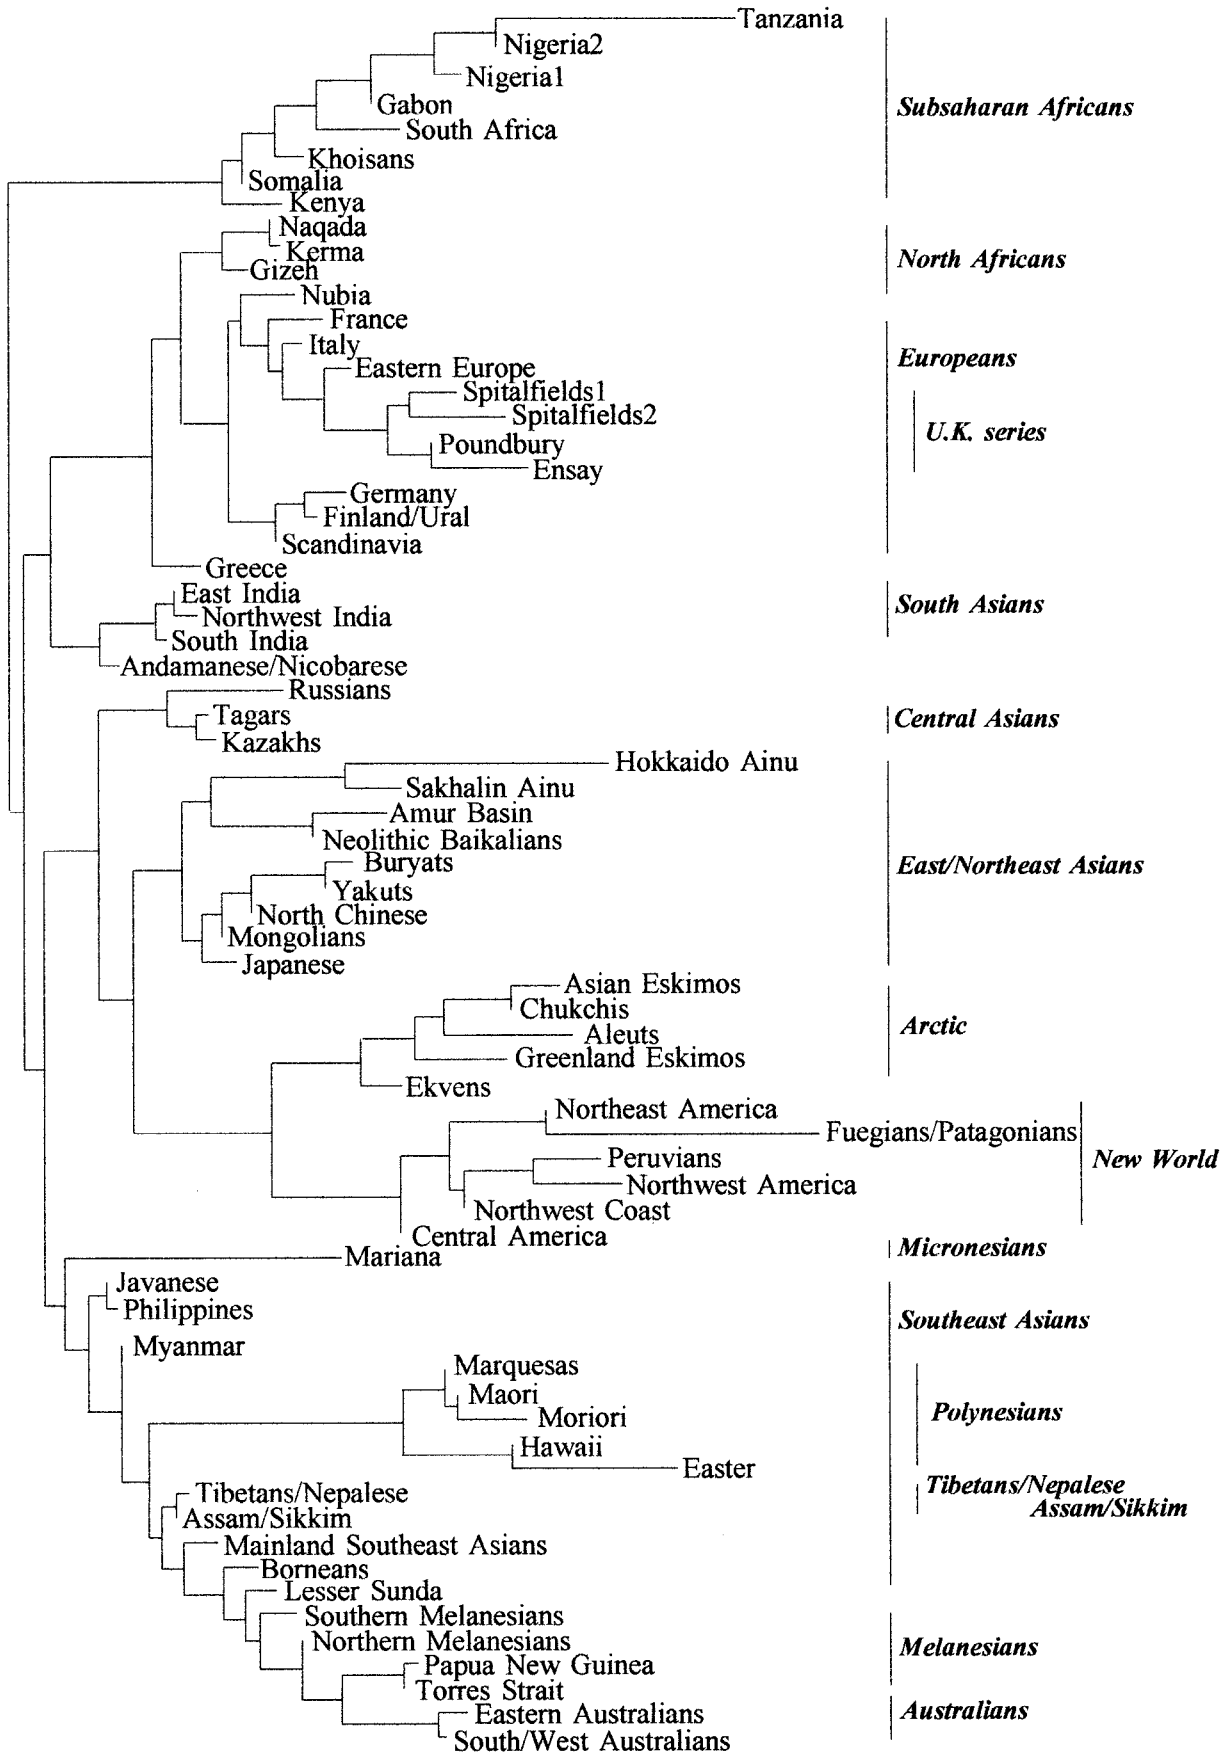 Tanzania
Nigeria2
Nigeria1
Gabon
Subsaharan Africans
South Africa
Khoisans
Somalia
Kenya
Naqada
Kerma
North Africans
Gizeh
Nubia
France
Italy
Europeans
Eastern Europe
Spitalfields1
Spitalfields2
U.K. series
Poundbury
Ensay
Germany
Finland/Ural
Scandinavia
Greece
East India
South Asians
Northwest India
South India
Andamanese/Nicobarese
Russians
Tagars
Central Asians
Kazakhs
Hokkaido Ainu
Sakhalin Ainu
Amur Basin
Neolithic Baikalians
Buryats
East/Northeast Asians
Yakuts
North Chinese
Mongolians
Japanese
Asian Eskimos
Chukchis
Arctic
Aleuts
Greenland Eskimos
Ekvens
Northeast America
Fuegians/Patagonians
Peruvians
New World
Northwest America
Northwest Coast
Central America
Micronesians
Mariana
Javanese
Philippines
Southeast Asians
Myanmar
Marquesas
Maori
Polynesians
Moriori
Hawaii
Easter
Tibetans/Nepalese
Tibetans/Nepalese
Assam/Sikkim
Assam/Sikkim
Mainland Southeast Asians
Borneans
Lesser Sunda
Southern Melanesians
Northern Melanesians
Melanesians
Papua New Guinea
Torres Strait
Australians
Eastern Australians
South/West Australians